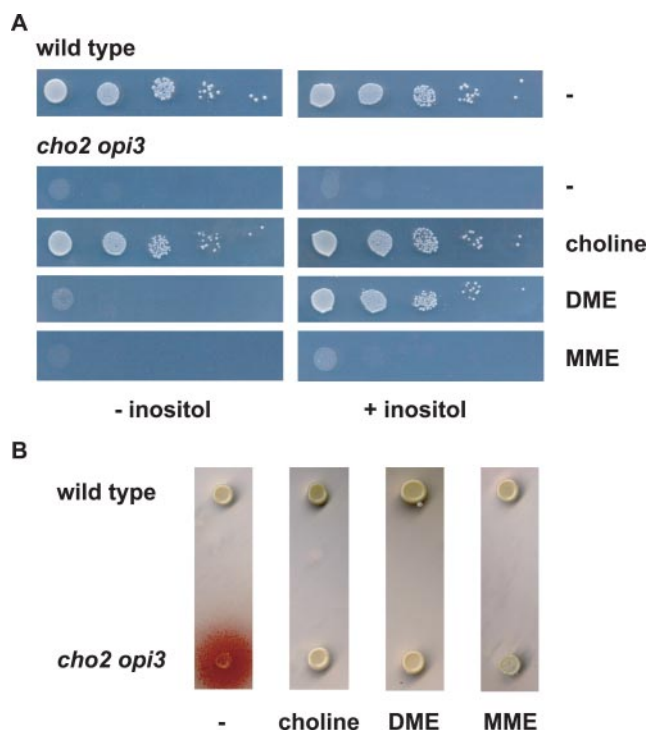 A
wild type
-
cho2 opi3
-
choline
DME
MME
- inositol + inositol
B
wild type
cho2 opi3
- choline DME MME